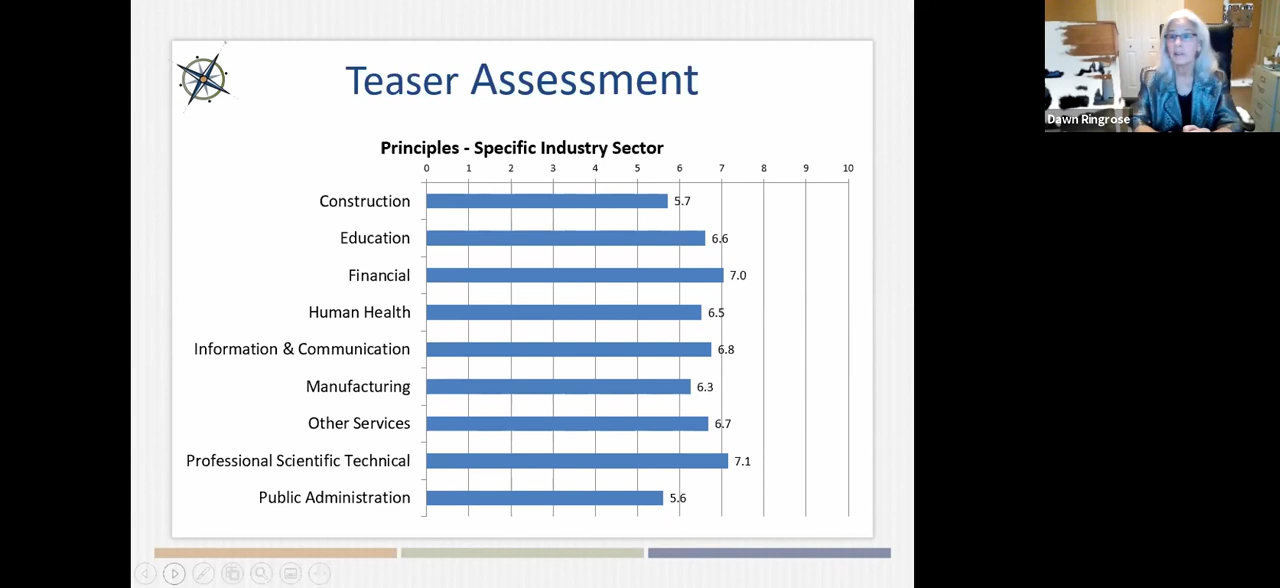 Teaser Assessment
Principles - Specific Industry Sector
0 1 2 3 4 5 6 7 8 9 10
Construction 5.7
Education 6.6
Financial 7.0
Human Health 6.5
Information & Communication 6.8
Manufacturing 6.3
Other Services 6.7
Professional Scientific Technical 7.1
Public Administration 5.6
Dawn Ringrose